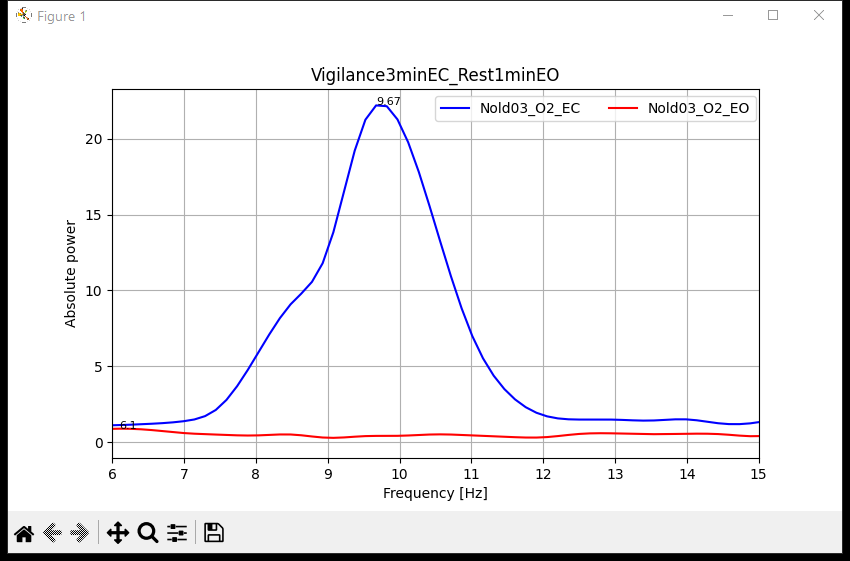 Figure 1
Vigilance3minEC_Rest1minEO
9.67
Nold03_O2_EC Nold03_O2_EO
20
15
10
5
0
Absolute power
6.1
6 7 8 9 10 11 12 13 14 15
Frequency [Hz]